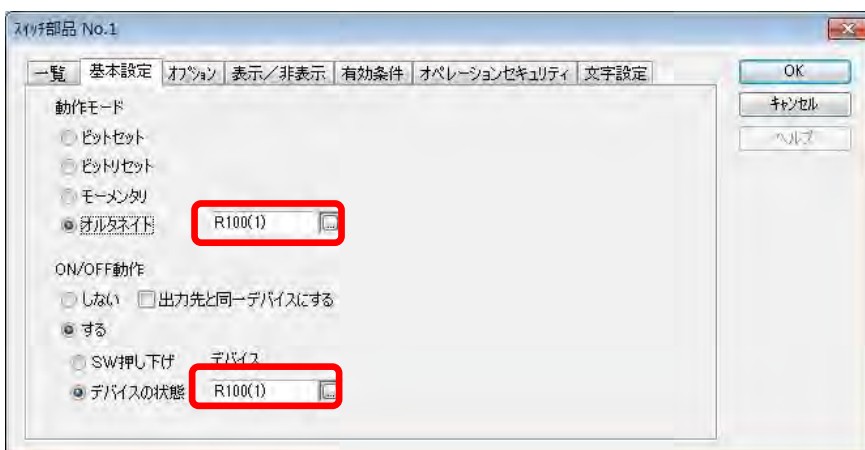 スイッチ部品 No.1
一覧 基本設定 オプション 表示／非表示 有効条件 オペレーションセキュリティ 文字設定
OK
キャンセル
ヘルプ
動作モード
ビットセット
ビットリセット
モーメンタリ
オルタネイト R100(1) ...
ON/OFF動作
しない 出力先と同一デバイスにする
する
SW押し下げ デバイス
デバイスの状態 R100(1) ...